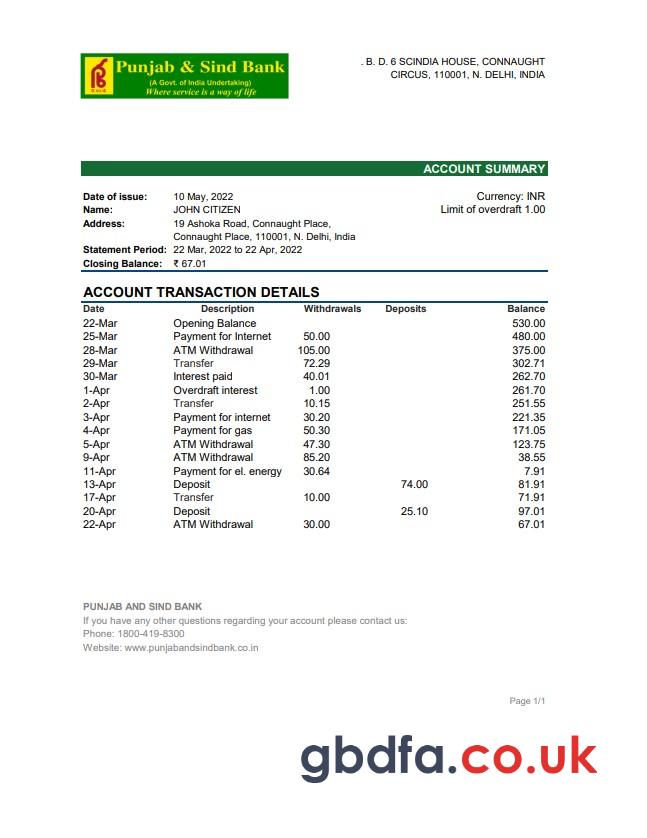 Punjab & Sind Bank
(A Govt. of India Undertaking)
Where service is a way of life
. B. D. 6 SCINDIA HOUSE, CONNAUGHT
CIRCUS, 110001, N. DELHI, INDIA
ACCOUNT SUMMARY
Date of issue: 10 May, 2022 Currency: INR
Name: JOHN CITIZEN Limit of overdraft 1.00
Address: 19 Ashoka Road, Connaught Place,
Connaught Place, 110001, N. Delhi, India
Statement Period: 22 Mar, 2022 to 22 Apr, 2022
Closing Balance: ₹ 67.01
ACCOUNT TRANSACTION DETAILS
Date Description Withdrawals Deposits Balance
22-Mar Opening Balance 530.00
25-Mar Payment for Internet 50.00 480.00
28-Mar ATM Withdrawal 105.00 375.00
29-Mar Transfer 72.29 302.71
30-Mar Interest paid 40.01 262.70
1-Apr Overdraft interest 1.00 261.70
2-Apr Transfer 10.15 251.55
3-Apr Payment for internet 30.20 221.35
4-Apr Payment for gas 50.30 171.05
5-Apr ATM Withdrawal 47.30 123.75
9-Apr ATM Withdrawal 85.20 38.55
11-Apr Payment for el. energy 30.64 7.91
13-Apr Deposit 74.00 81.91
17-Apr Transfer 10.00 71.91
20-Apr Deposit 25.10 97.01
22-Apr ATM Withdrawal 30.00 67.01
PUNJAB AND SIND BANK
If you have any other questions regarding your account please contact us:
Phone: 1800-419-8300
Website: www.punjabandsindbank.co.in
Page 1/1
gbdfa.co.uk